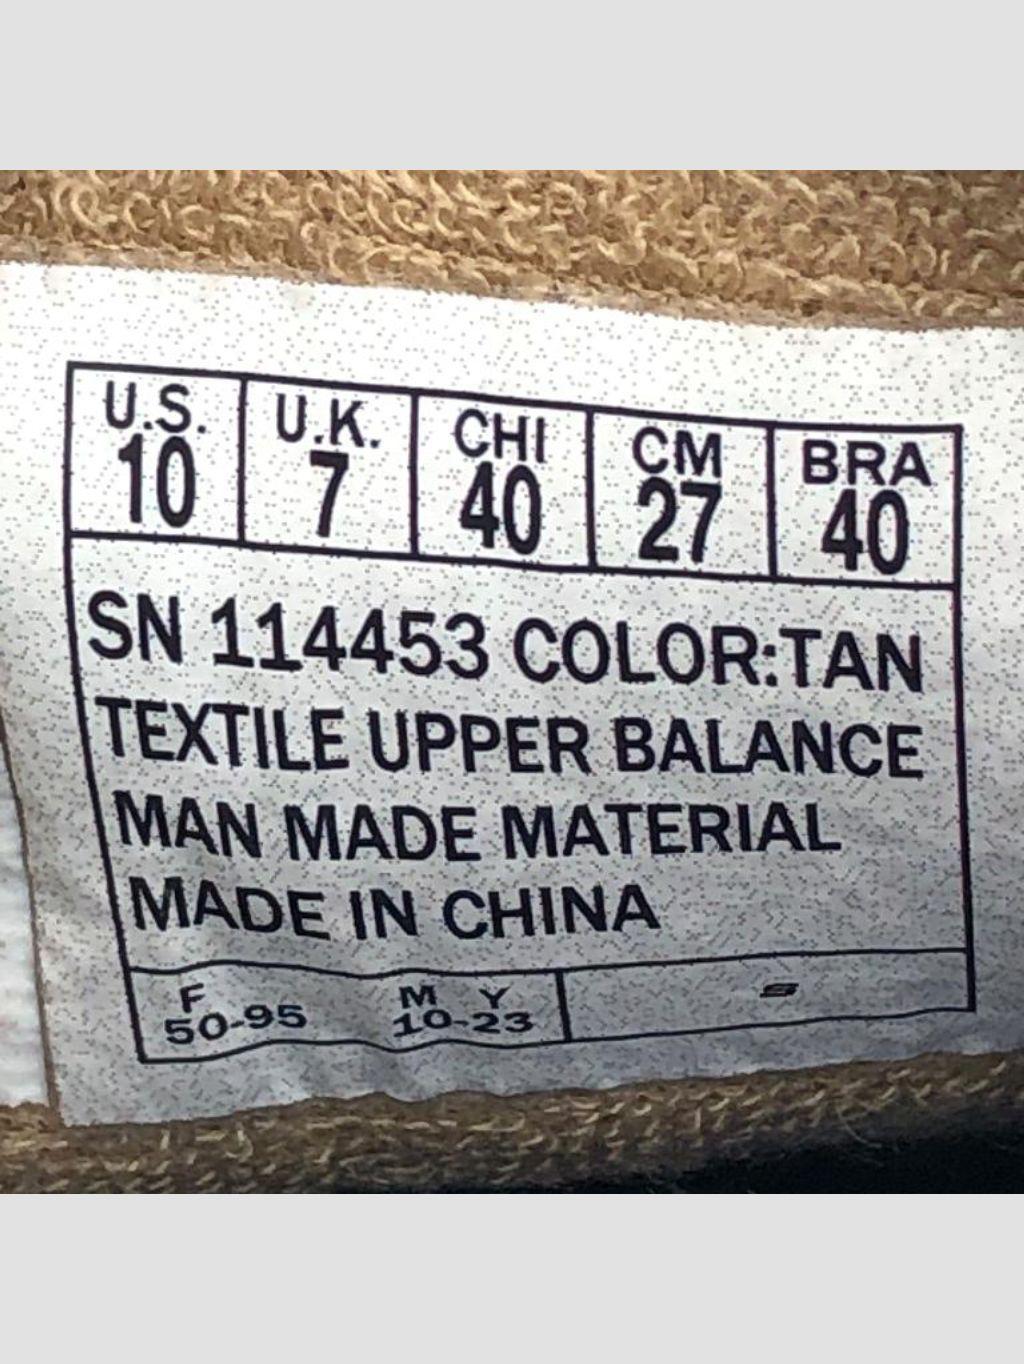 U.S. U.K. CHI CM BRA
10 7 40 27 40
SN 114453 COLOR:TAN
TEXTILE UPPER BALANCE
MAN MADE MATERIAL
MADE IN CHINA
F M Y
50-95 10-23
S